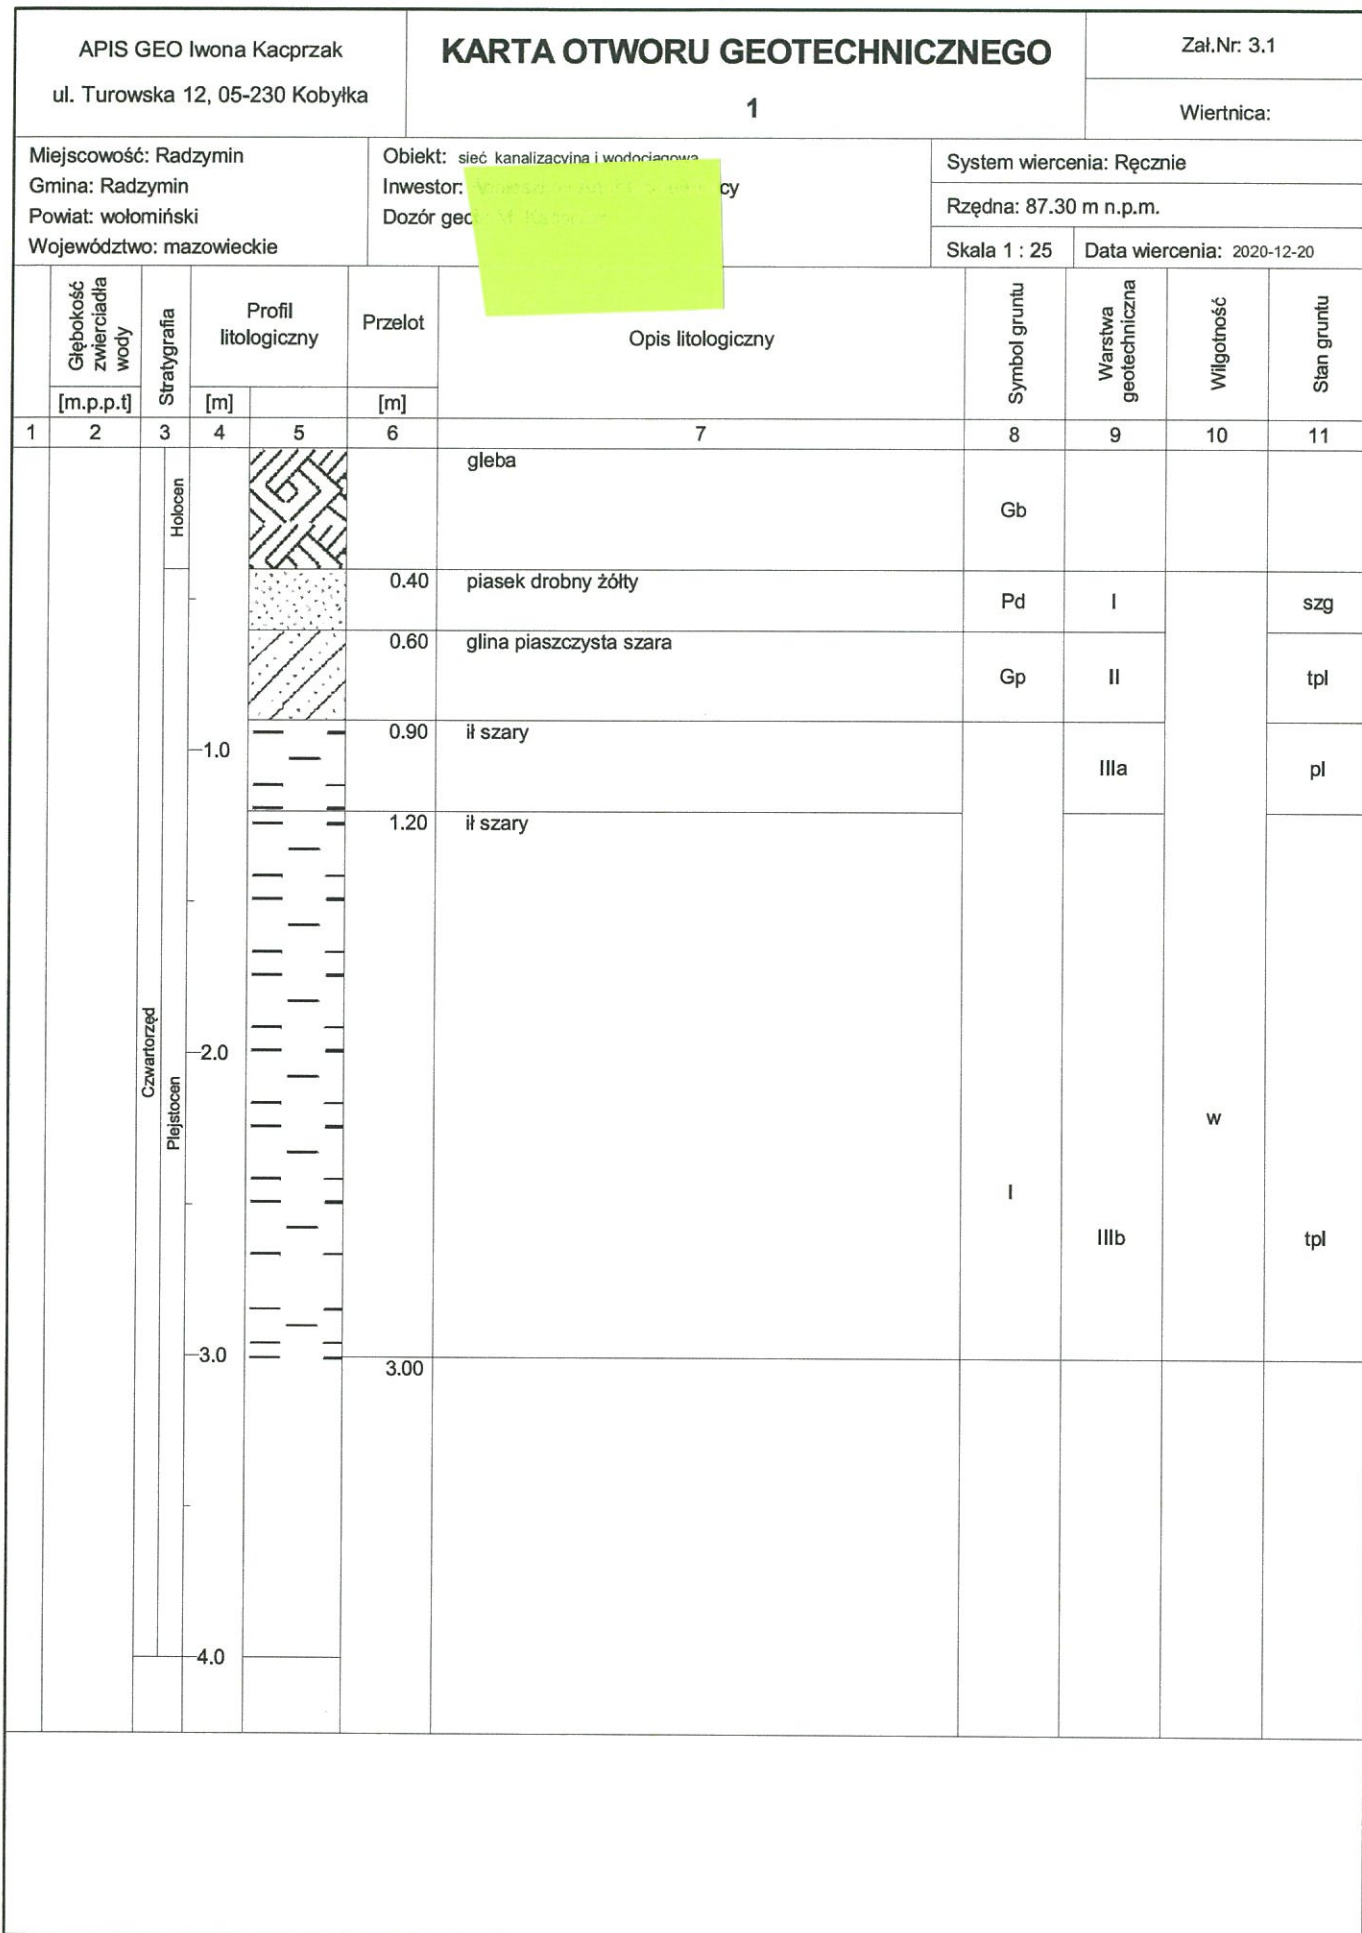 APIS GEO Iwona Kacprzak
ul. Turowska 12, 05-230 Kobyłka
KARTA OTWORU GEOTECHNICZNEGO
1
Zał.Nr: 3.1
Wiertnica:
Miejscowość: Radzymin
Gmina: Radzymin
Powiat: wołomiński
Województwo: mazowieckie
Obiekt: sieć kanalizacyjna i wodociągowa
Inwestor: cy
Dozór geol
System wiercenia: Ręcznie
Rzędna: 87.30 m n.p.m.
Skala 1 : 25
Data wiercenia: 2020-12-20
Głębokość zwierciadła wody
[m.p.p.t]
Stratygrafia
Profil litologiczny
[m]
Przelot
[m]
Opis litologiczny
Symbol gruntu
Warstwa geotechniczna
Wilgotność
Stan gruntu
1 2 3 4 5 6 7 8 9 10 11
Czwartorzęd
Holocen
Plejstocen
gleba
Gb
0.40 piasek drobny żółty Pd I szg
0.60 glina piaszczysta szara Gp II tpl
0.90 ił szary IIIa pl
1.0
1.20 ił szary
2.0
w
I
IIIb tpl
3.0
3.00
4.0